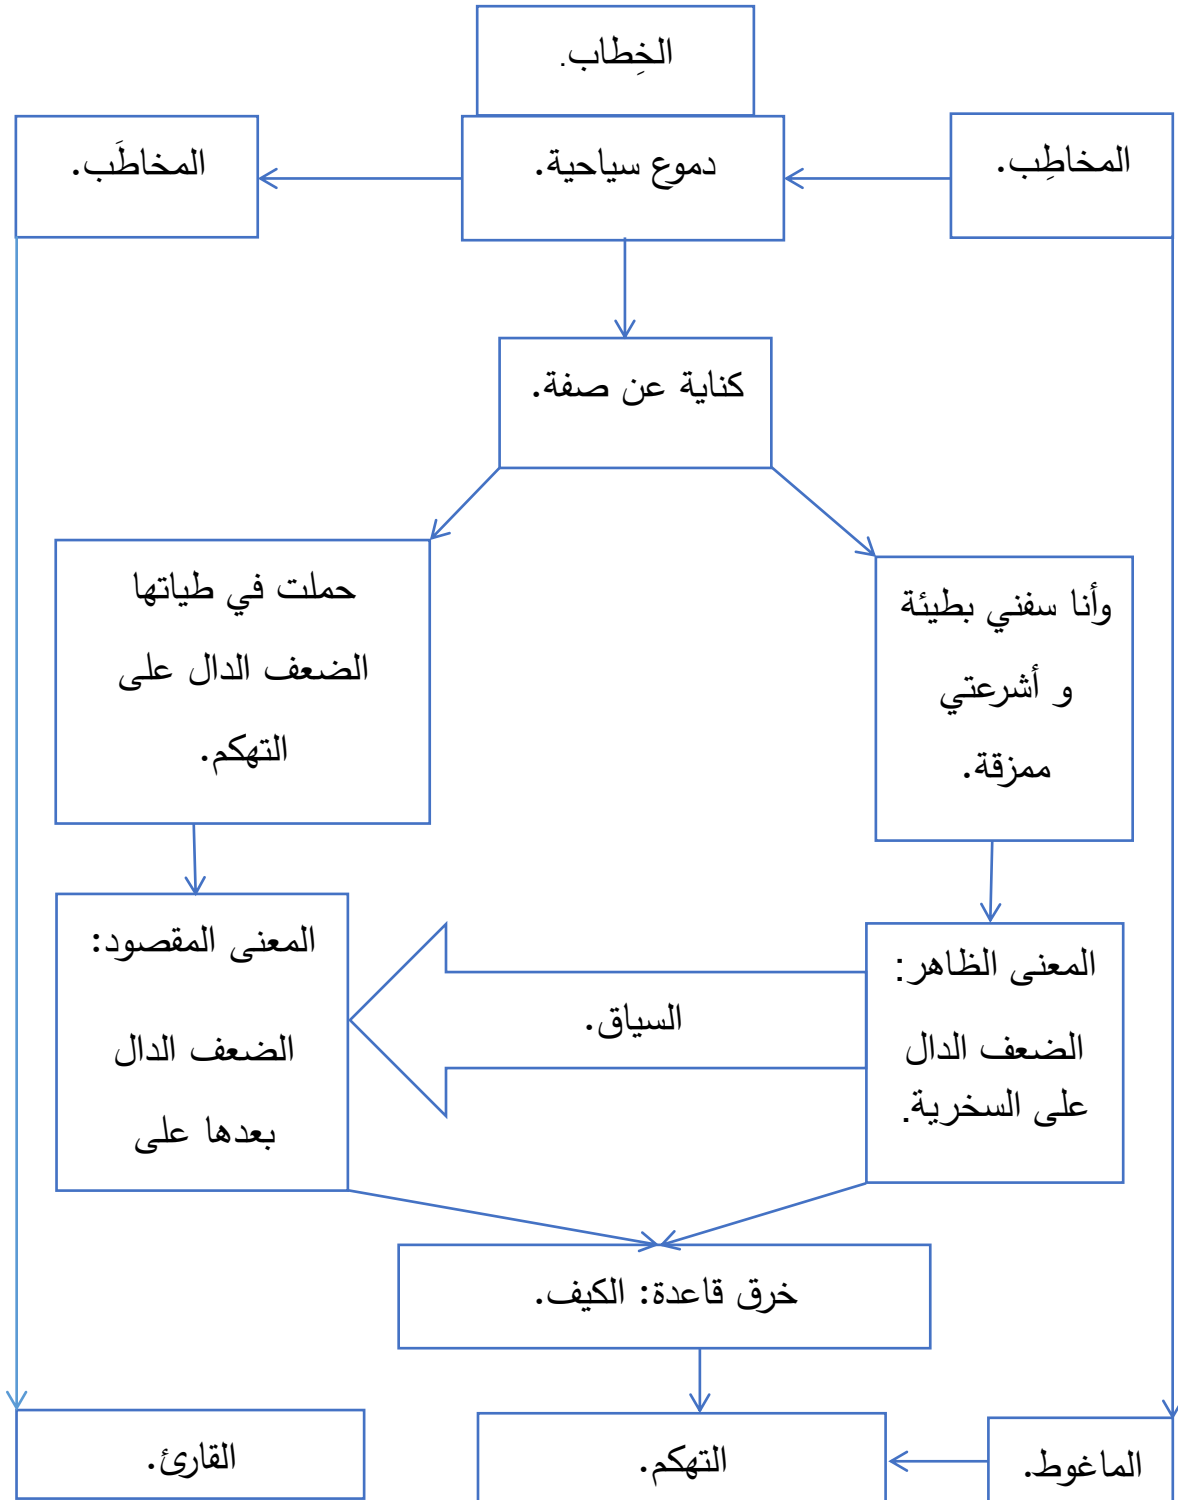 الخِطاب.
المخاطِب.
دموع سياحية.
المخاطَب.
كناية عن صفة.
وأنا سفني بطيئة
و أشرعتي
ممزقة.
حملت في طياتها
الضعف الدال على
التهكم.
المعنى الظاهر:
الضعف الدال
على السخرية.
السياق.
المعنى المقصود:
الضعف الدال
بعدها على
خرق قاعدة: الكيف.
الماغوط.
التهكم.
القارئ.